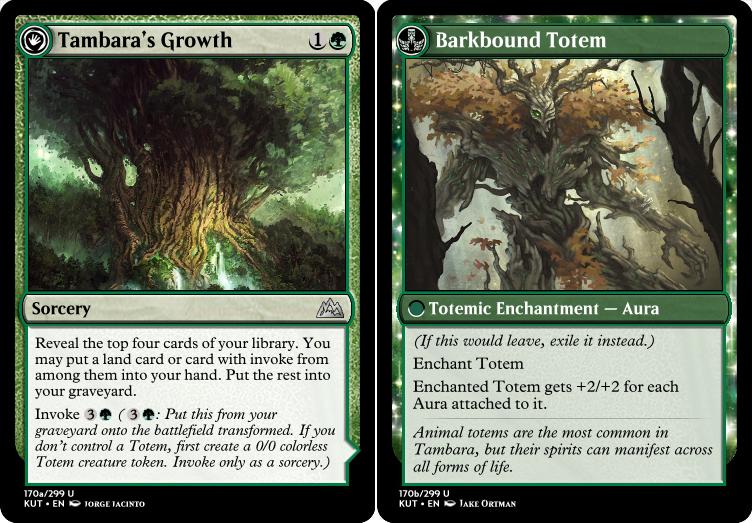 Tambara's Growth 1
Sorcery
Reveal the top four cards of your library. You
may put a land card or card with invoke from
among them into your hand. Put the rest into
your graveyard.
Invoke 3 ( 3 : Put this from your
graveyard onto the battlefield transformed. If you
don't control a Totem, first create a 0/0 colorless
Totem creature token. Invoke only as a sorcery.)
170a/299 U
KUT • EN Jorge Jacinto
Barkbound Totem
Totemic Enchantment — Aura
(If this would leave, exile it instead.)
Enchant Totem
Enchanted Totem gets +2/+2 for each
Aura attached to it.
Animal totems are the most common in
Tambara, but their spirits can manifest across
all forms of life.
170b/299 U
KUT • EN Jake Ortman